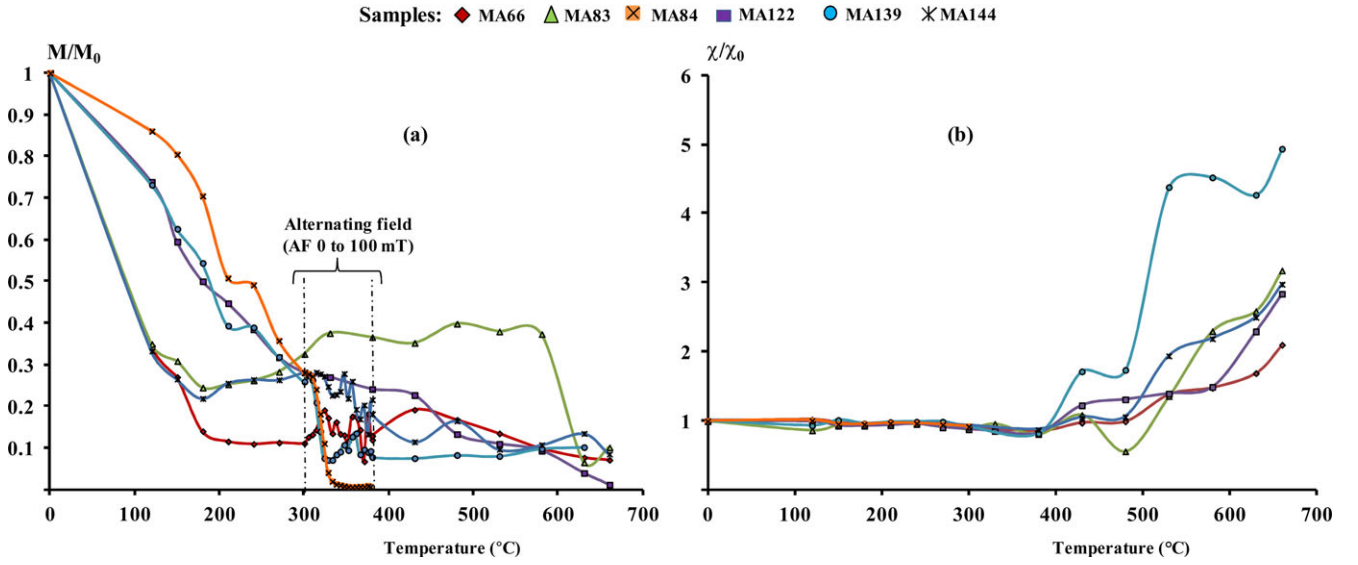 Samples: MA66 MA83 MA84 MA122 MA139 MA144
M/M0
1
0.9
0.8
0.7
0.6
0.5
0.4
0.3
0.2
0.1
0 100 200 300 400 500 600 700
Temperature (°C)
(a)
Alternating field
(AF 0 to 100 mT)
χ/χ0
6
5
4
3
2
1
0 100 200 300 400 500 600 700
Temperature (°C)
(b)